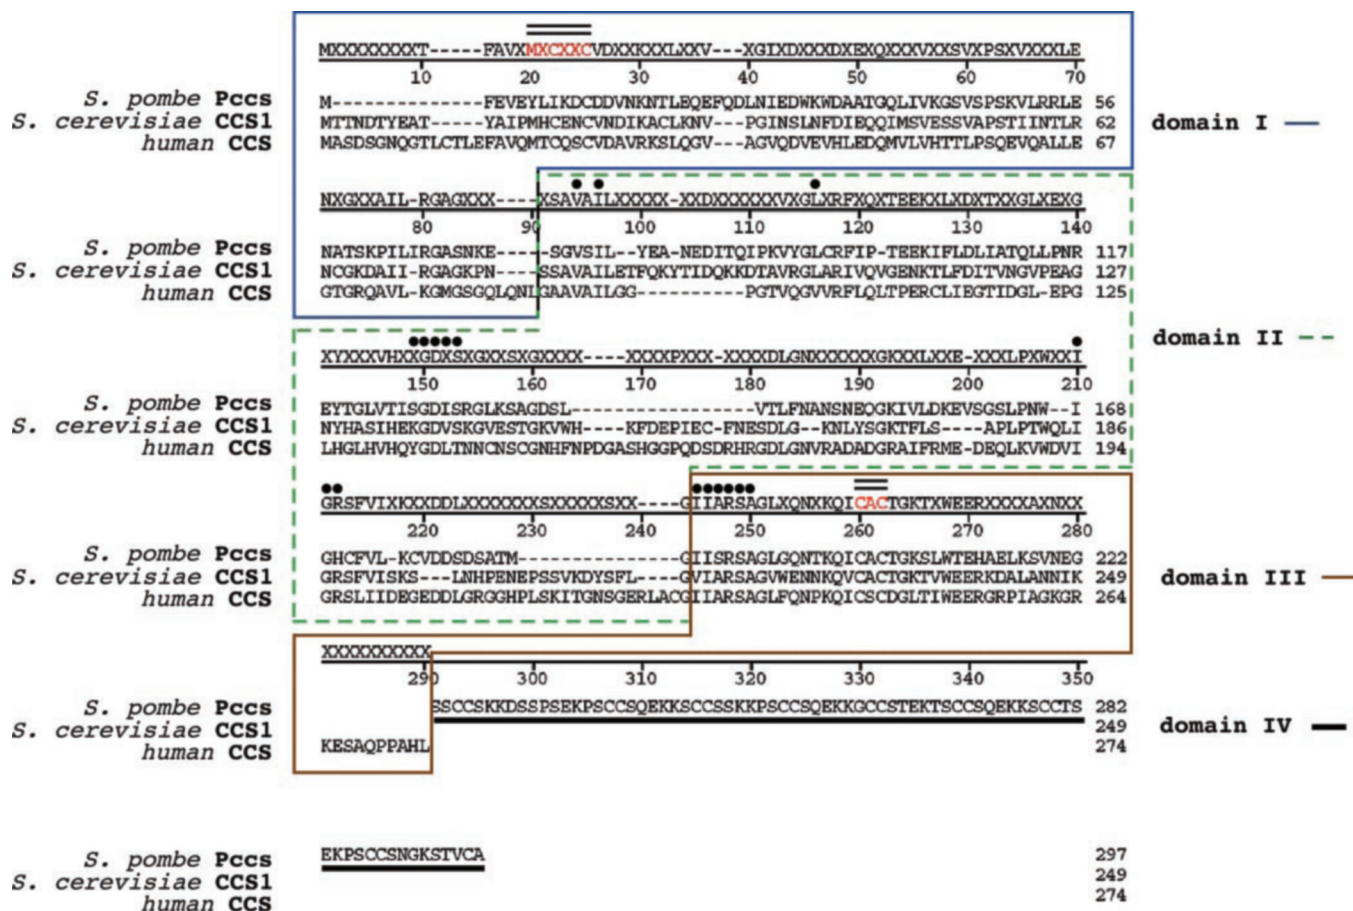 MXXXXXXXXT-----FAVXMXCXXCVDXXKXXLXXV---XGIXDXXXDXEXQXXXVXXSVXPSXVXXXLE
10 20 30 40 50 60 70
S. pombe Pccs M--------------FEVEYLIKDCDDVNKNTLEQEFQDLNIEDWKWDAATGQLIVKGSVSPSKVLRRLE 56
S. cerevisiae CCS1 MTTNDTYEAT-----YAIPMHCENCVNDIKACLKNV---PGINSLNFDIEQQIMSVESSVAPSTIINTLR 62
human CCS MASDSGNQGTLCTLEFAVQMTCQSCVDAVRKSLQGV---AGVQDVEVHLEDQMVLVHTTLPSQEVQALLE 67
domain I
NXGXXAIL-RGAGXXX----XSAVAILXXXXX-XXDXXXXXXVXGLXRFXQXTEEKXLXDXTXXGLXEXG
80 90 100 110 120 130 140
S. pombe Pccs NATSKPILIRGASNKE----SGVSIL--YEA-NEDITQIPKVYGLCRFIP-TEEKIFLDLIATQLLPNR 117
S. cerevisiae CCS1 NCGKDAII-RGAGKPN----SSAVAILETFQKYTIDQKKDTAVRGLARIVQVGENKTLFDITVNGVPEAG 127
human CCS GTGRQAVL-KGMGSGQLQNLGAAVAILGG----------PGTVQGVVRFLQLTPERCLIEGTIDGL-EPG 125
domain II
XYXXXVHXXGDXSXGXXSXGXXXX----XXXXPXXX-XXXXDLGNXXXXXXGKXXLXXE-XXXLPXWXXI
150 160 170 180 190 200 210
S. pombe Pccs EYTGLVTISGDISRGLKSAGDSL-----------------VTLFNANSNEQGKIVLDKEVSGSLPNW--I 168
S. cerevisiae CCS1 NYHASIHEKGDVSKGVESTGKVWH----KFDEPIEC-FNESDLG--KNLYSGKTFLS---APLPTWQLI 186
human CCS LHGLHVHQYGDLTNNCNSCGNHFNPDGASHGGPQDSDRHRGDLGNVRADADGRAIFRME-DEQLKVWDVI 194
GRSFVIXKXXDDLXXXXXXXSXXXXSXX----GIIARSAGLXQNXKQICACTGKTXWEERXXXXAXNXX
220 230 240 250 260 270 280
S. pombe Pccs GHCFVL-KCVDDSDSATM---------------GIISRSAGLGQNTKQICACTGKSLWTEHAELKSVNEG 222
S. cerevisiae CCS1 GRSFVISKS---LNHPENEPSSVKDYSFL----GVIARSAGVWENNKQVCACTGKTVWEERKDALANNIK 249
human CCS GRSLIIDEGEDDLGRGGHPLSKITGNSGERLACGIIARSAGLFQNPKQICSCDGLTIWEERGRPIAGKGR 264
domain III
XXXXXXXXXX
290 300 310 320 330 340 350
S. pombe Pccs SSCCSKKDSSPSEKPSCCSQEKKSCCSSKKPSCCSQEKKGCCSTEKTSCCSQEKKSCCTS 282
S. cerevisiae CCS1 249
human CCS KESAQPPAHL 274
domain IV
S. pombe Pccs EKPSCCSNGKSTVCA 297
S. cerevisiae CCS1 249
human CCS 274